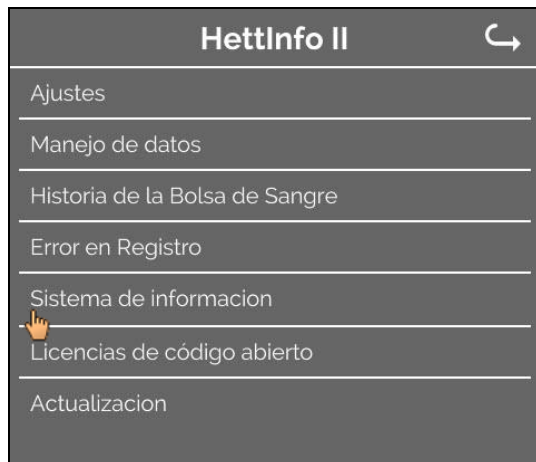 HettInfo II
Ajustes
Manejo de datos
Historia de la Bolsa de Sangre
Error en Registro
Sistema de informacion
Licencias de código abierto
Actualizacion